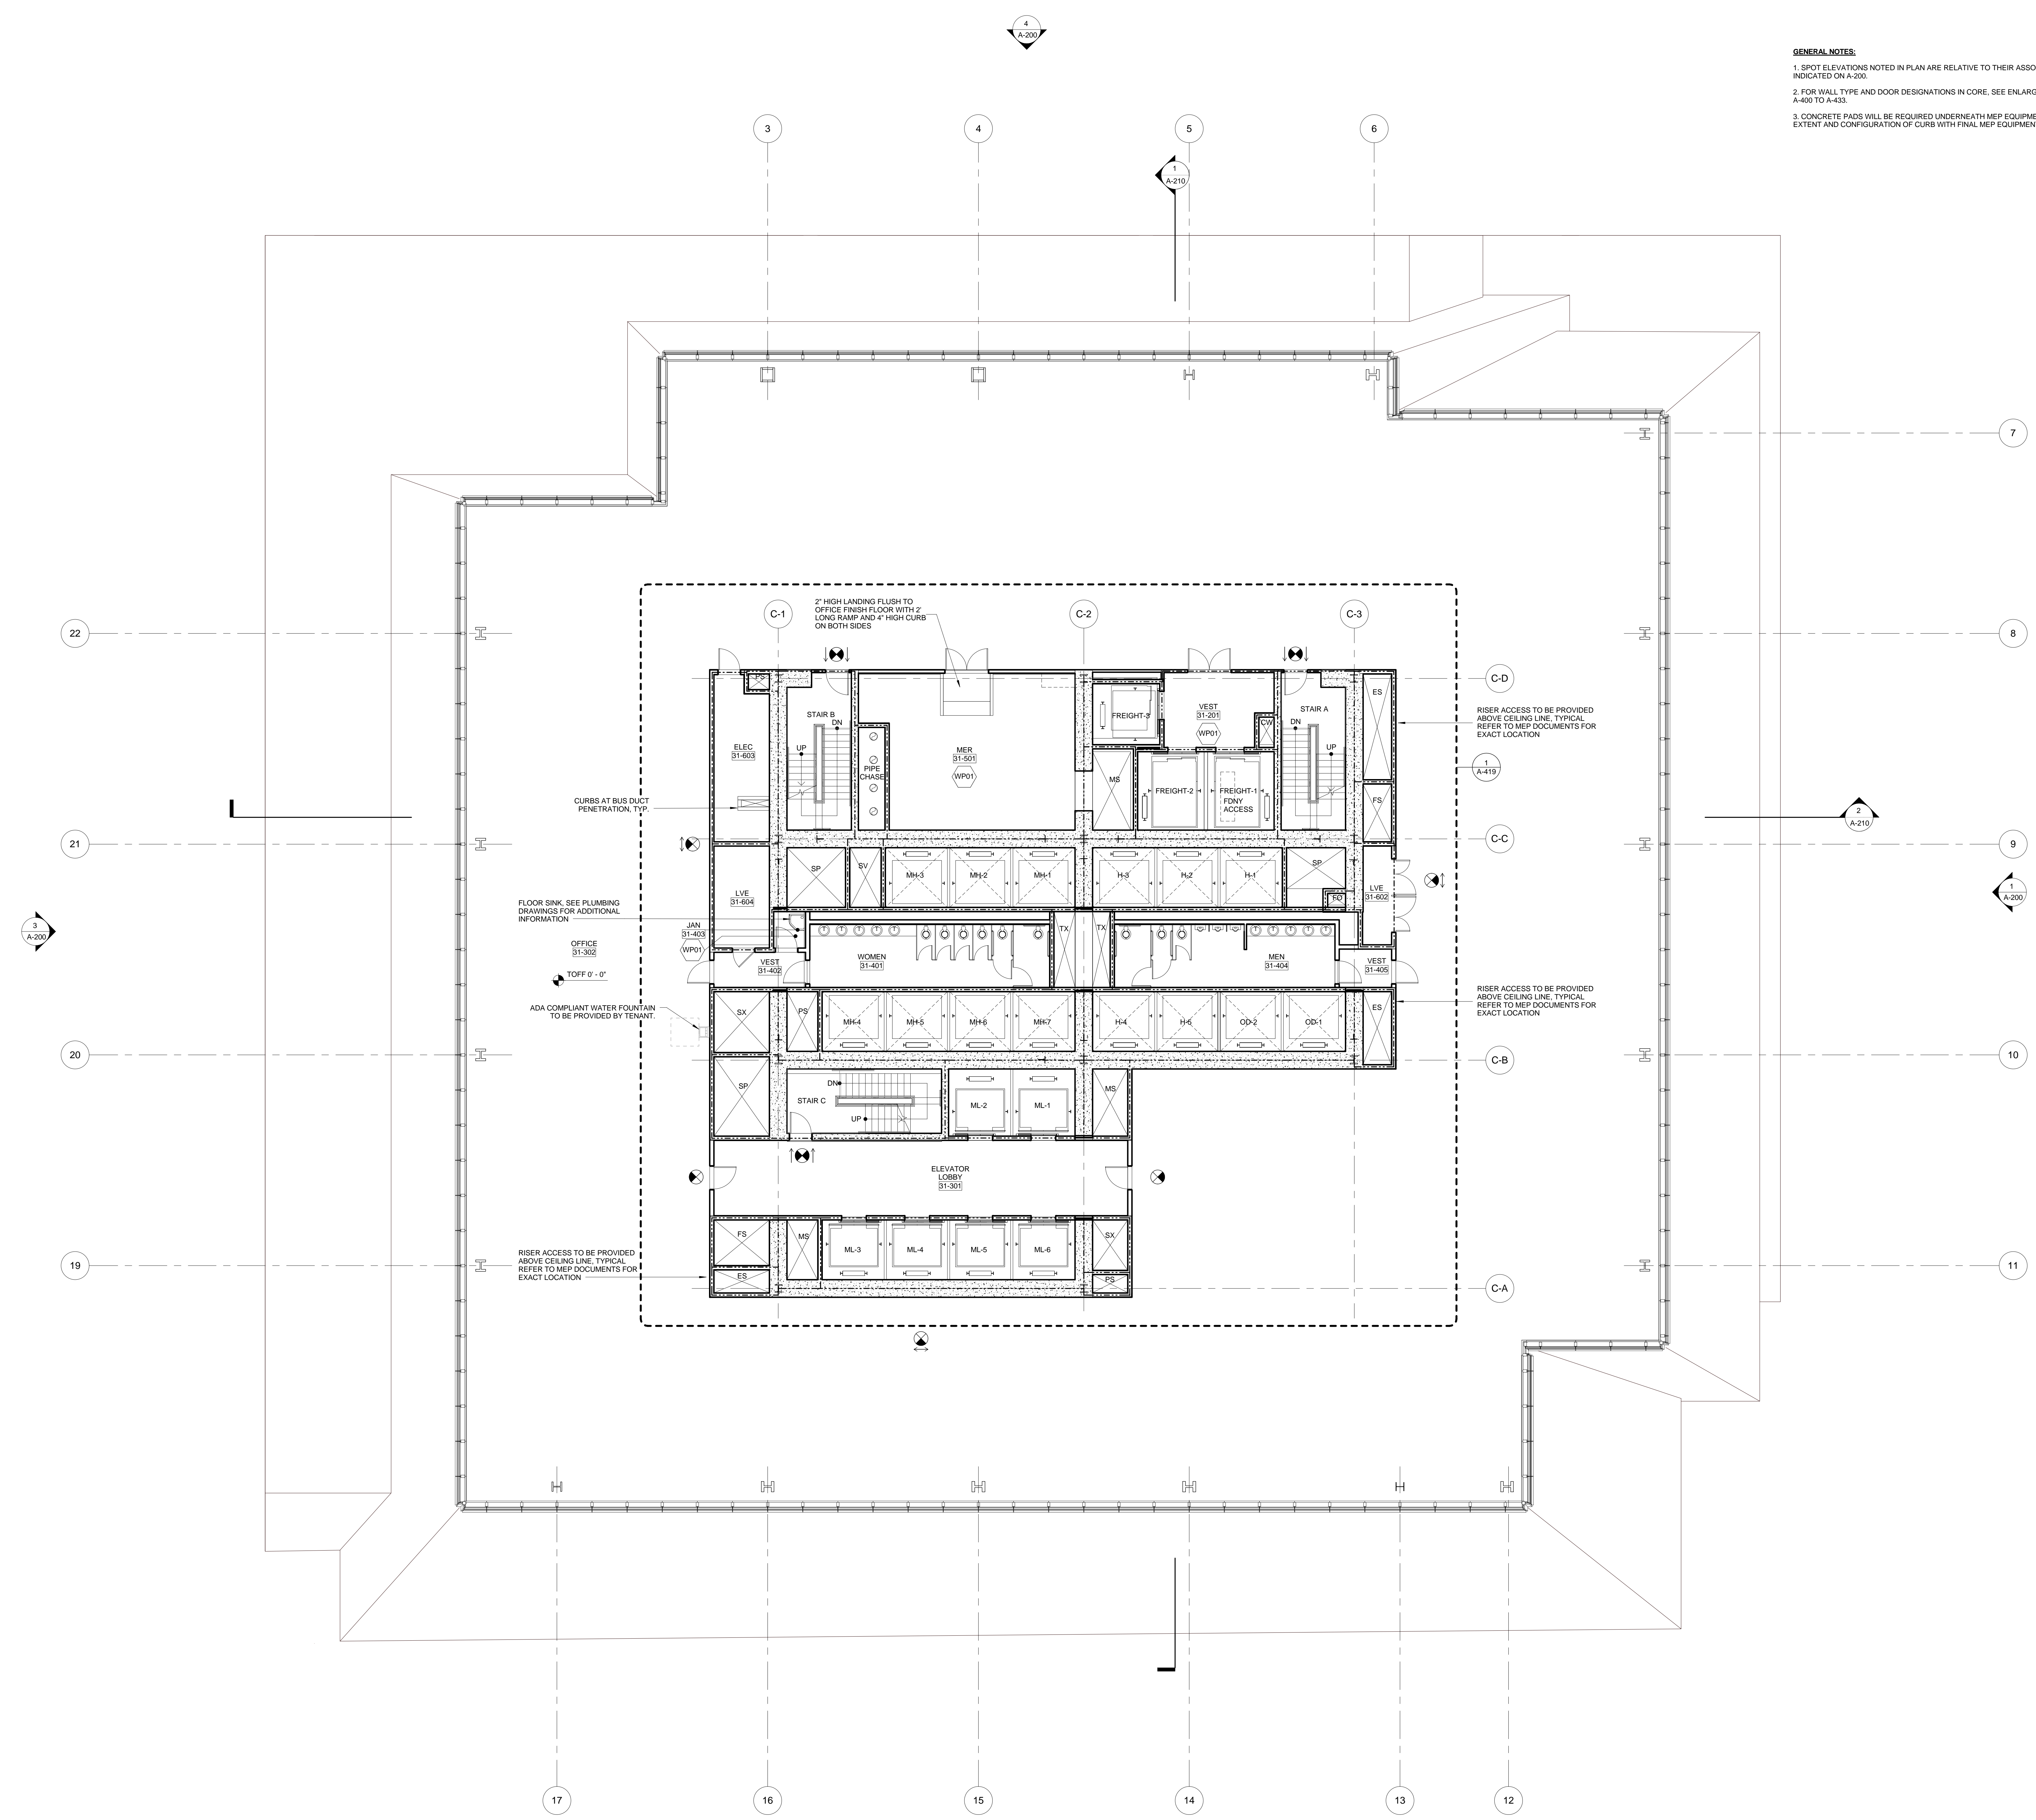 4
A-200
GENERAL NOTES:
1. SPOT ELEVATIONS NOTED IN PLAN ARE RELATIVE TO THEIR ASSO
INDICATED ON A-200.
2. FOR WALL TYPE AND DOOR DESIGNATIONS IN CORE, SEE ENLARG
A-400 TO A-433.
3. CONCRETE PADS WILL BE REQUIRED UNDERNEATH MEP EQUIPME
EXTENT AND CONFIGURATION OF CURB WITH FINAL MEP EQUIPMEN
3
4
5
6
1
A-210
7
22
8
2" HIGH LANDING FLUSH TO
OFFICE FINISH FLOOR WITH 2'
LONG RAMP AND 4" HIGH CURB
ON BOTH SIDES
C-1
C-2
C-3
C-D
PS
STAIR B
DN
UP
ELEC
31-603
PIPE
CHASE
MER
31-501
WP01
FREIGHT-3
VEST
31-201
WP01
CW
STAIR A
DN
UP
ES
RISER ACCESS TO BE PROVIDED
ABOVE CEILING LINE, TYPICAL
REFER TO MEP DOCUMENTS FOR
EXACT LOCATION
1
A-419
MS
FREIGHT-2
FREIGHT-1
FDNY
ACCESS
FS
CURBS AT BUS DUCT
PENETRATION, TYP.
2
A-210
21
C-C
9
SP
SV
MH-3
MH-2
MH-1
H-3
H-2
H-1
SP
FO
LVE
31-604
LVE
31-602
FLOOR SINK, SEE PLUMBING
DRAWINGS FOR ADDITIONAL
INFORMATION
1
A-200
3
A-200
JAN
31-403
WP01
OFFICE
31-302
TOFF 0' - 0"
VEST
31-402
WOMEN
31-401
TX
TX
MEN
31-404
VEST
31-405
ADA COMPLIANT WATER FOUNTAIN
TO BE PROVIDED BY TENANT.
RISER ACCESS TO BE PROVIDED
ABOVE CEILING LINE, TYPICAL
REFER TO MEP DOCUMENTS FOR
EXACT LOCATION
SX
PS
MH-4
MH-5
MH-6
MH-7
H-4
H-5
OD-2
OD-1
ES
20
C-B
10
SP
DN
STAIR C
UP
ML-2
ML-1
MS
ELEVATOR
LOBBY
31-301
FS
MS
ML-3
ML-4
ML-5
ML-6
SX
RISER ACCESS TO BE PROVIDED
ABOVE CEILING LINE, TYPICAL
REFER TO MEP DOCUMENTS FOR
EXACT LOCATION
ES
PS
19
11
C-A
17
16
15
14
13
12